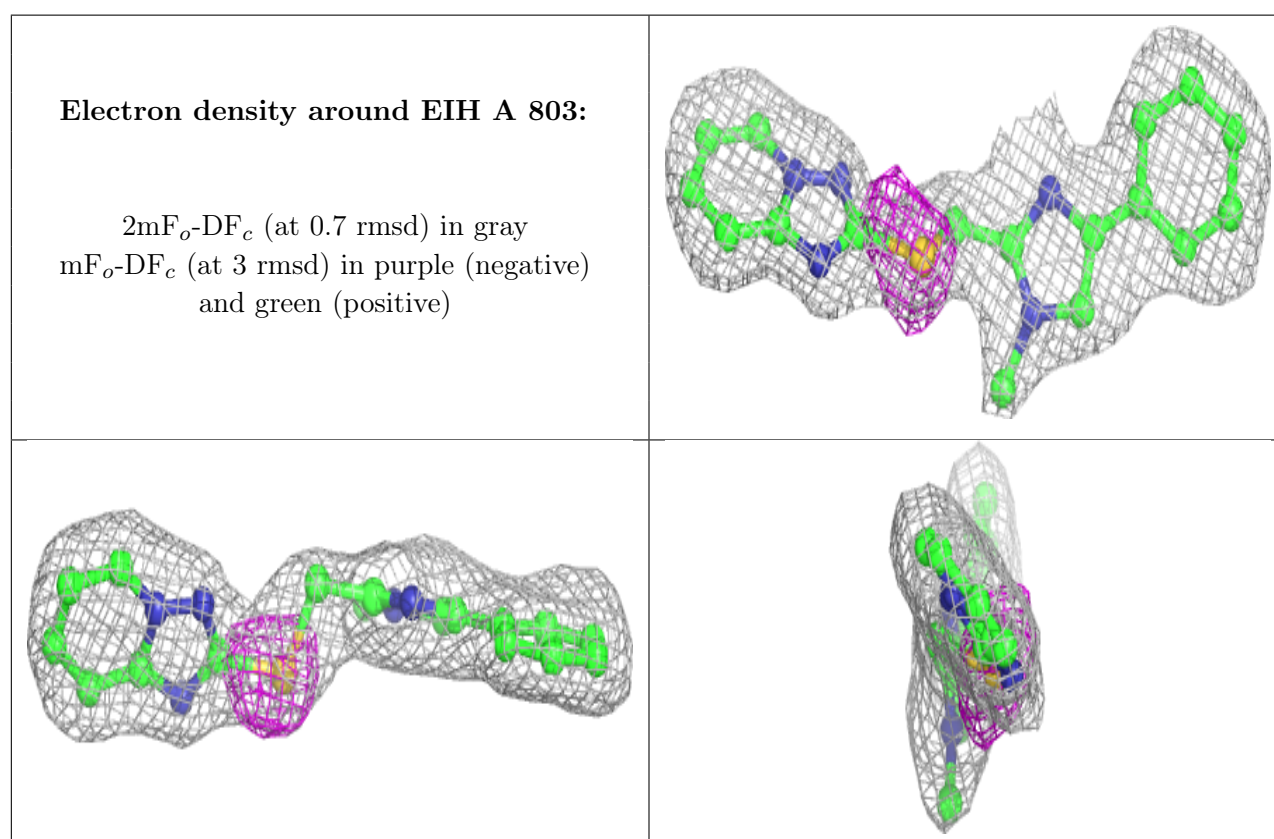 Electron density around EIH A 803:
2mFo-DFc (at 0.7 rmsd) in gray
mFo-DFc (at 3 rmsd) in purple (negative)
and green (positive)